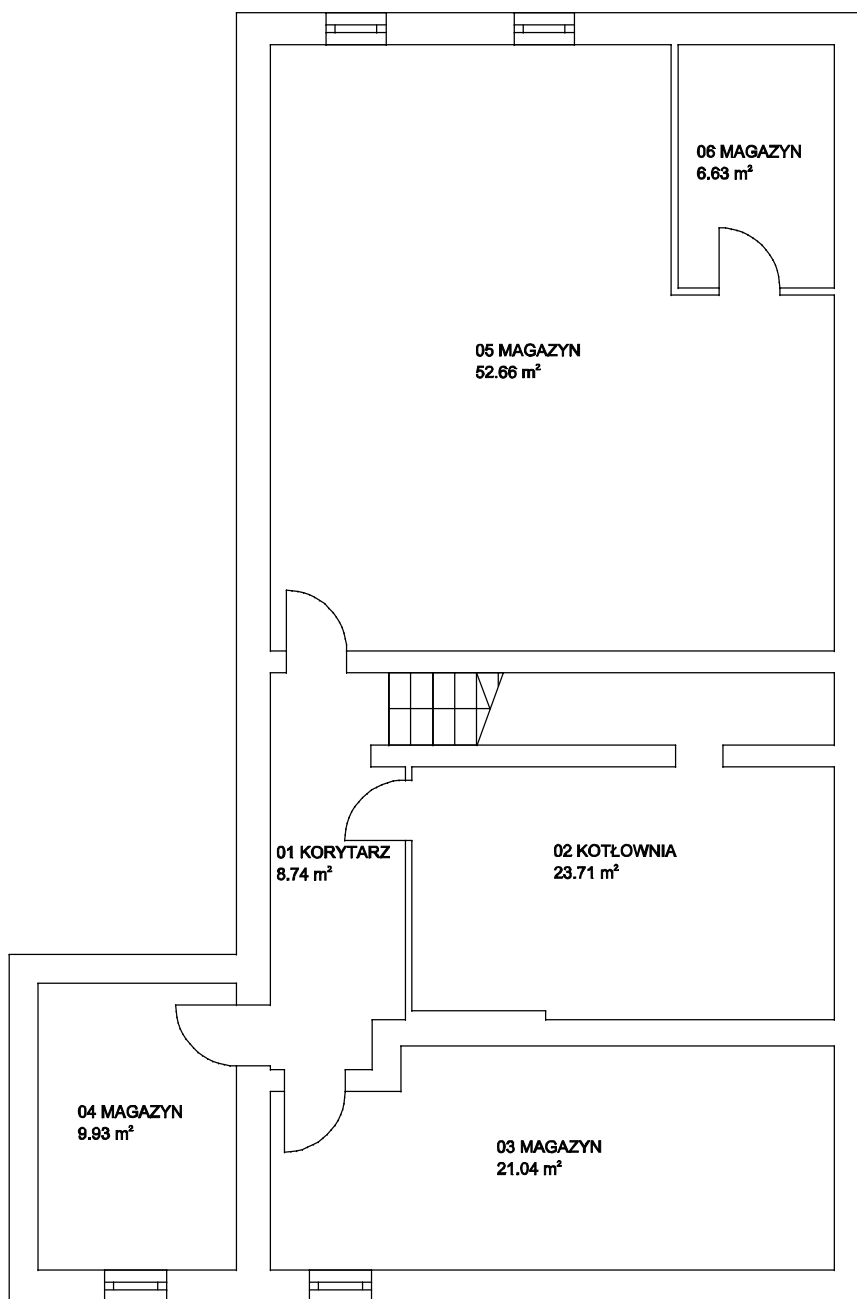 06 MAGAZYN
6.63 m²
05 MAGAZYN
52.66 m²
01 KORYTARZ
8.74 m²
02 KOTŁOWNIA
23.71 m²
04 MAGAZYN
9.93 m²
03 MAGAZYN
21.04 m²